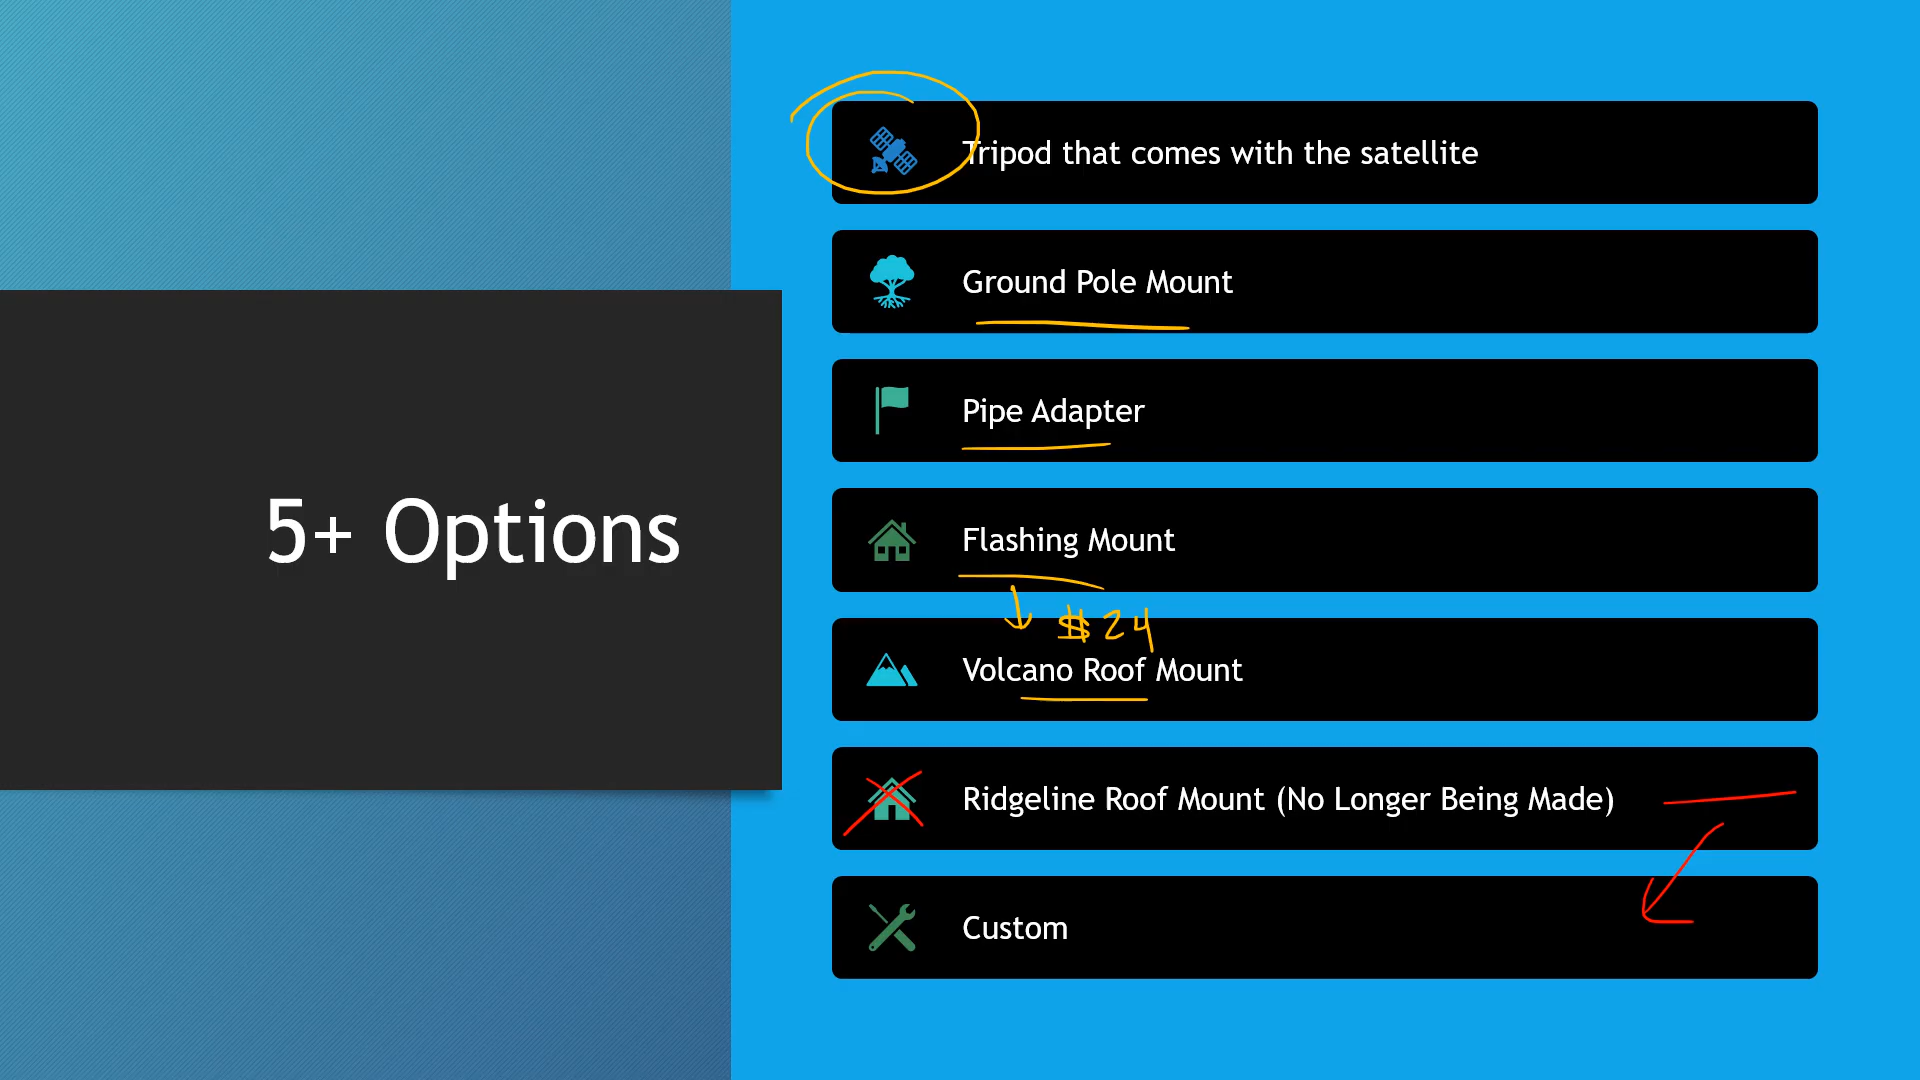 5+ Options
Tripod that comes with the satellite
Ground Pole Mount
Pipe Adapter
Flashing Mount
$24
Volcano Roof Mount
Ridgeline Roof Mount (No Longer Being Made)
Custom